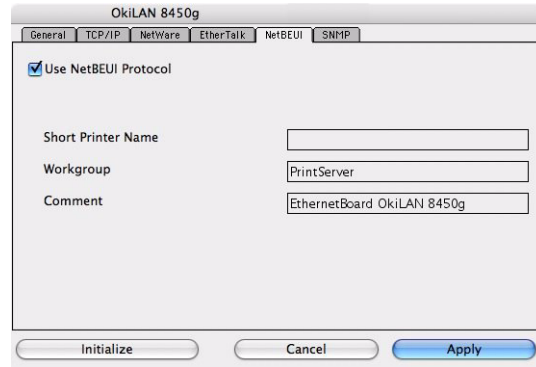 OkiLAN 8450g
General TCP/IP NetWare EtherTalk NetBEUI SNMP
Use NetBEUI Protocol
Short Printer Name
Workgroup PrintServer
Comment EthernetBoard OkiLAN 8450g
Initialize Cancel Apply